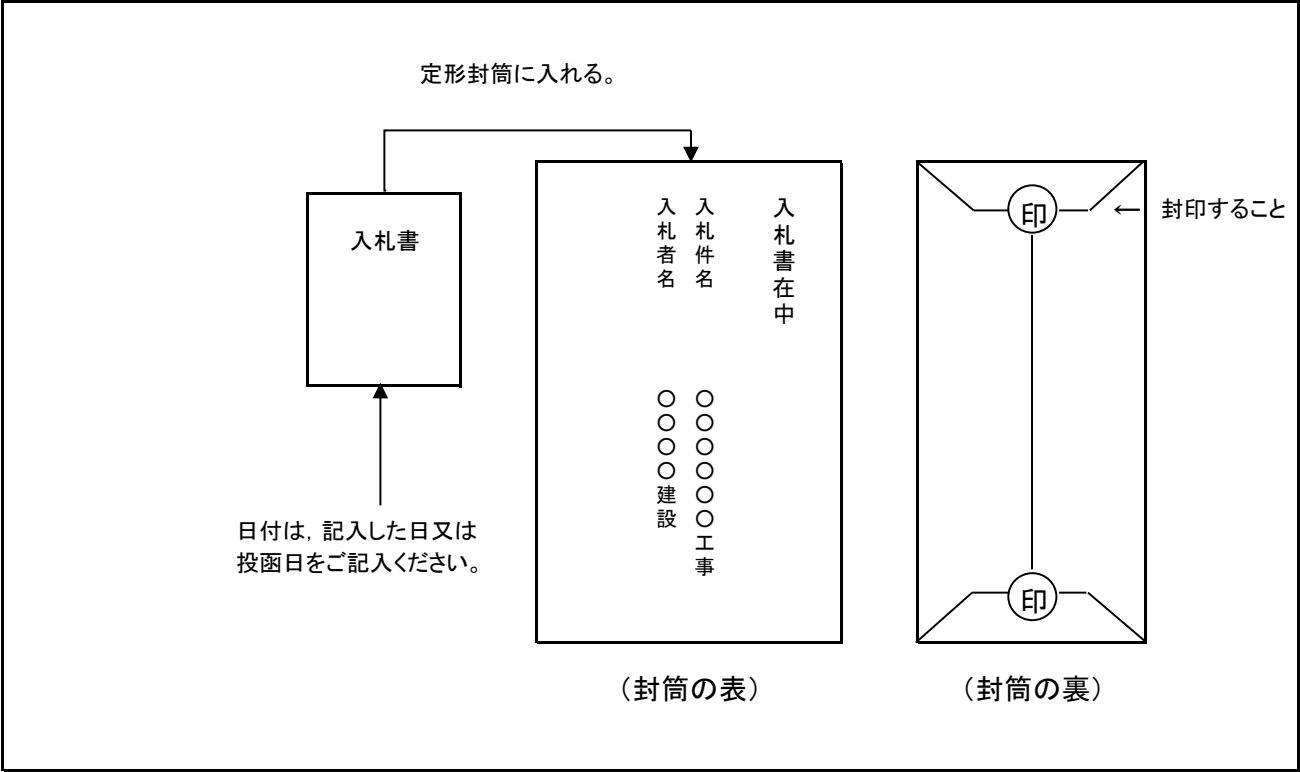 定形封筒に入れる。
入札書
日付は，記入した日又は
投函日をご記入ください。
入札書在中
入札件名　〇〇〇〇〇〇工事
入札者名　〇〇〇〇建設
（封筒の表）
印
← 封印すること
印
（封筒の裏）